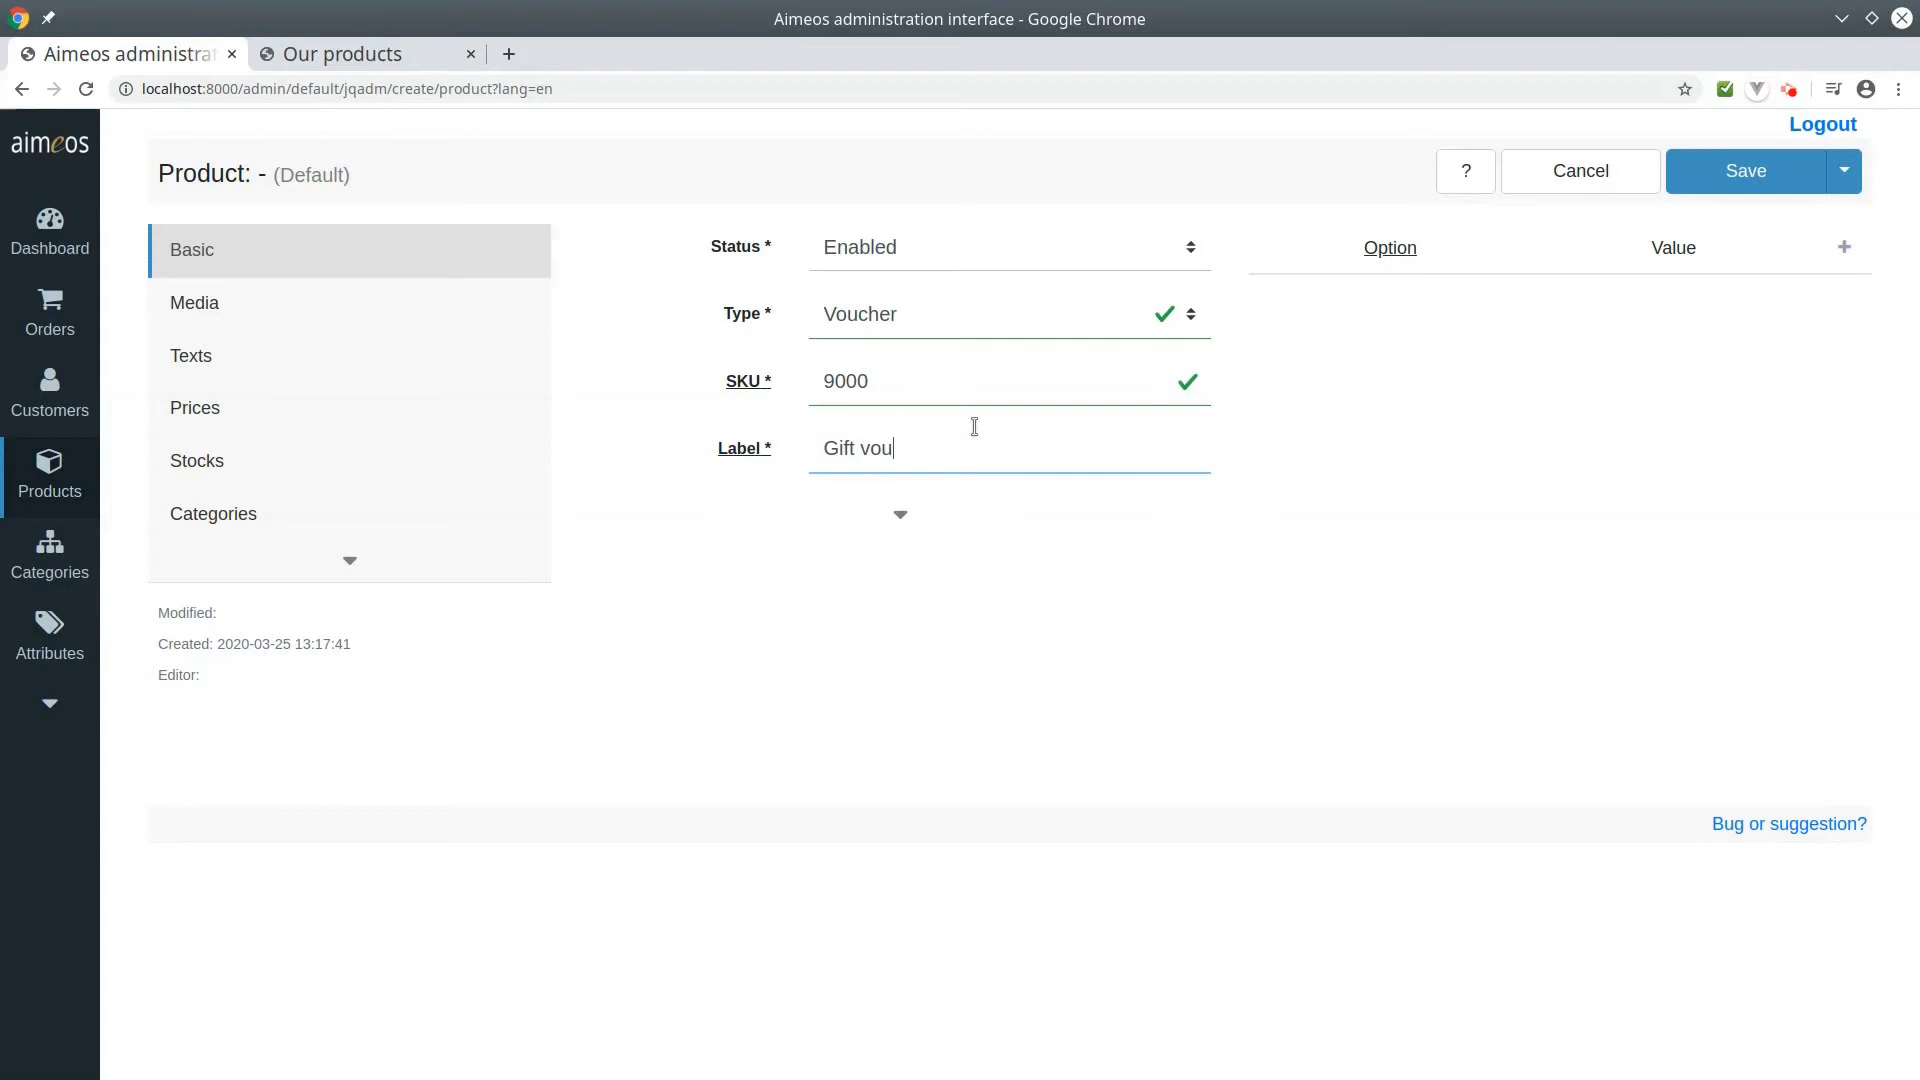 Aimeos administration interface - Google Chrome
Aimeos administrat
Our products
localhost:8000/admin/default/jqadm/create/product?lang=en
aimeos
Logout
Product: - (Default)
?
Cancel
Save
Dashboard
Orders
Customers
Products
Categories
Attributes
Basic
Media
Texts
Prices
Stocks
Categories
Status * Enabled
Type * Voucher
SKU * 9000
Label * Gift vou
Option Value +
Modified:
Created: 2020-03-25 13:17:41
Editor:
Bug or suggestion?